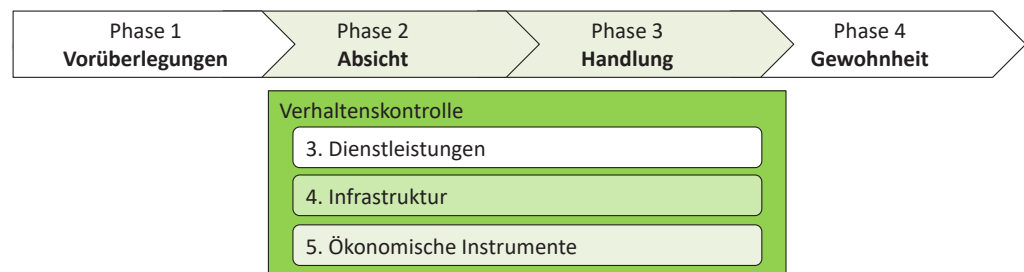 Phase 1
Vorüberlegungen
Phase 2
Absicht
Phase 3
Handlung
Phase 4
Gewohnheit
Verhaltenskontrolle
3. Dienstleistungen
4. Infrastruktur
5. Ökonomische Instrumente